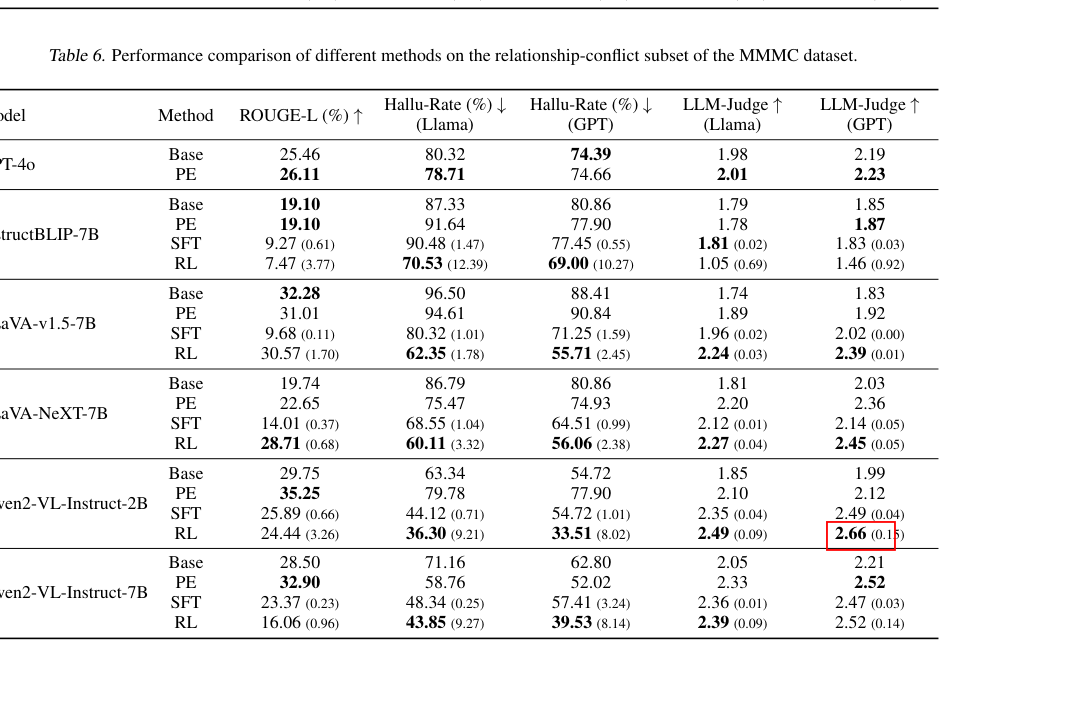 Table 6. Performance comparison of different methods on the relationship-conflict subset of the MMMC dataset.
odel Method ROUGE-L (%) ↑ Hallu-Rate (%) ↓ (Llama) Hallu-Rate (%) ↓ (GPT) LLM-Judge ↑ (Llama) LLM-Judge ↑ (GPT)
PT-4o
Base 25.46 80.32 74.39 1.98 2.19
PE 26.11 78.71 74.66 2.01 2.23
structBLIP-7B
Base 19.10 87.33 80.86 1.79 1.85
PE 19.10 91.64 77.90 1.78 1.87
SFT 9.27 (0.61) 90.48 (1.47) 77.45 (0.55) 1.81 (0.02) 1.83 (0.03)
RL 7.47 (3.77) 70.53 (12.39) 69.00 (10.27) 1.05 (0.69) 1.46 (0.92)
aVA-v1.5-7B
Base 32.28 96.50 88.41 1.74 1.83
PE 31.01 94.61 90.84 1.89 1.92
SFT 9.68 (0.11) 80.32 (1.01) 71.25 (1.59) 1.96 (0.02) 2.02 (0.00)
RL 30.57 (1.70) 62.35 (1.78) 55.71 (2.45) 2.24 (0.03) 2.39 (0.01)
aVA-NeXT-7B
Base 19.74 86.79 80.86 1.81 2.03
PE 22.65 75.47 74.93 2.20 2.36
SFT 14.01 (0.37) 68.55 (1.04) 64.51 (0.99) 2.12 (0.01) 2.14 (0.05)
RL 28.71 (0.68) 60.11 (3.32) 56.06 (2.38) 2.27 (0.04) 2.45 (0.05)
wen2-VL-Instruct-2B
Base 29.75 63.34 54.72 1.85 1.99
PE 35.25 79.78 77.90 2.10 2.12
SFT 25.89 (0.66) 44.12 (0.71) 54.72 (1.01) 2.35 (0.04) 2.49 (0.04)
RL 24.44 (3.26) 36.30 (9.21) 33.51 (8.02) 2.49 (0.09) 2.66 (0.15)
wen2-VL-Instruct-7B
Base 28.50 71.16 62.80 2.05 2.21
PE 32.90 58.76 52.02 2.33 2.52
SFT 23.37 (0.23) 48.34 (0.25) 57.41 (3.24) 2.36 (0.01) 2.47 (0.03)
RL 16.06 (0.96) 43.85 (9.27) 39.53 (8.14) 2.39 (0.09) 2.52 (0.14)